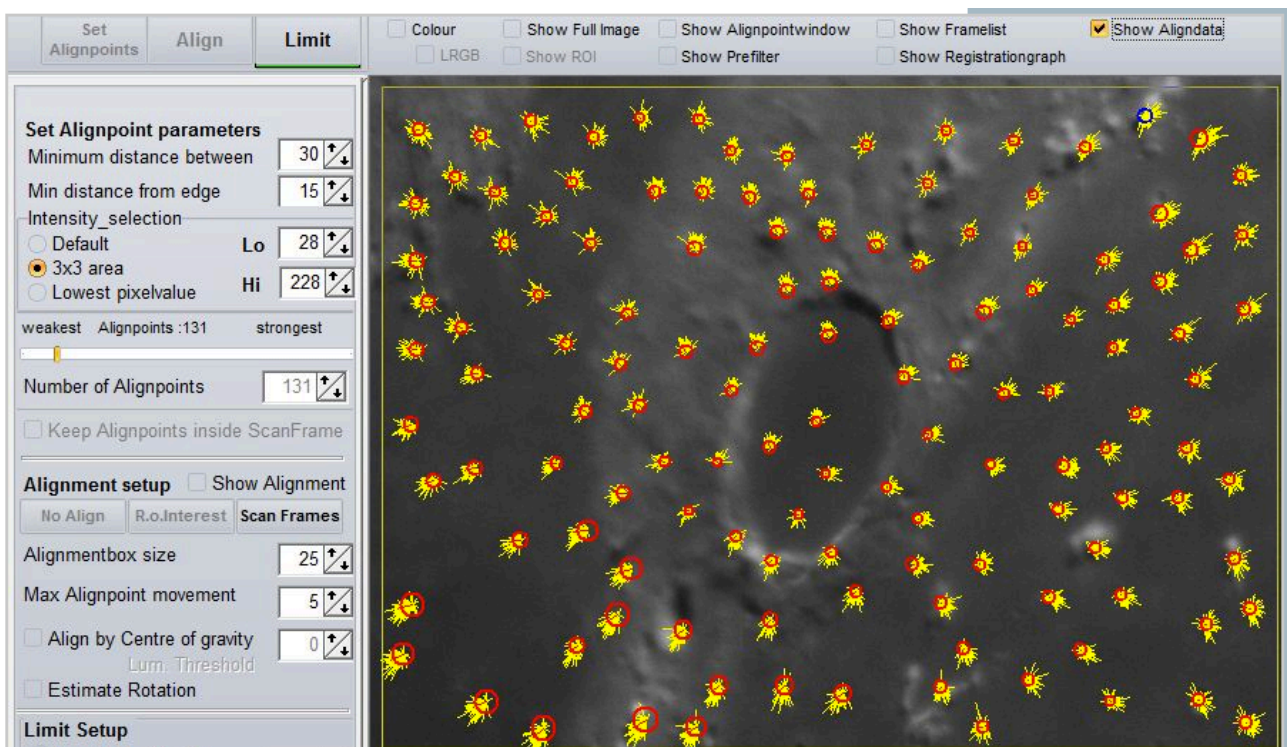 Set Alignpoints
Align
Limit
Colour
Show Full Image
Show Alignpointwindow
Show Framelist
Show Aligndata
LRGB
Show ROI
Show Prefilter
Show Registrationgraph
Set Alignpoint parameters
Minimum distance between 30
Min distance from edge 15
Intensity_selection
Default Lo 28
3x3 area
Hi 228
Lowest pixelvalue
weakest Alignpoints :131 strongest
Number of Alignpoints 131
Keep Alignpoints inside ScanFrame
Alignment setup Show Alignment
No Align R.o.Interest Scan Frames
Alignmentbox size 25
Max Alignpoint movement 5
Align by Centre of gravity 0
Lum. Threshold
Estimate Rotation
Limit Setup